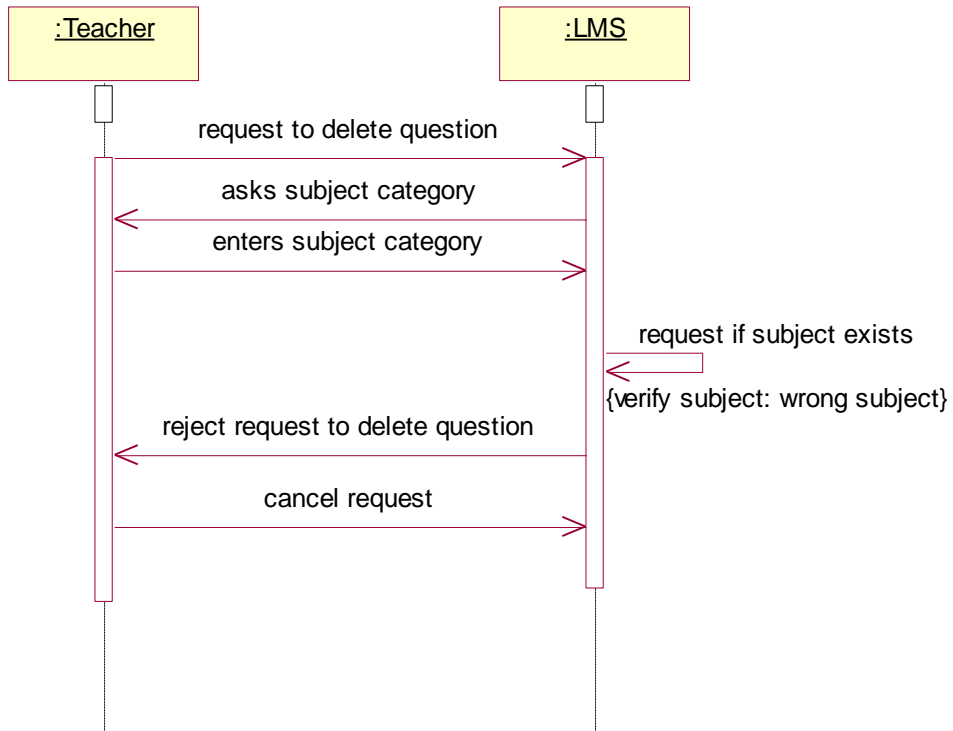 :Teacher
:LMS
request to delete question
asks subject category
enters subject category
request if subject exists
{verify subject: wrong subject}
reject request to delete question
cancel request